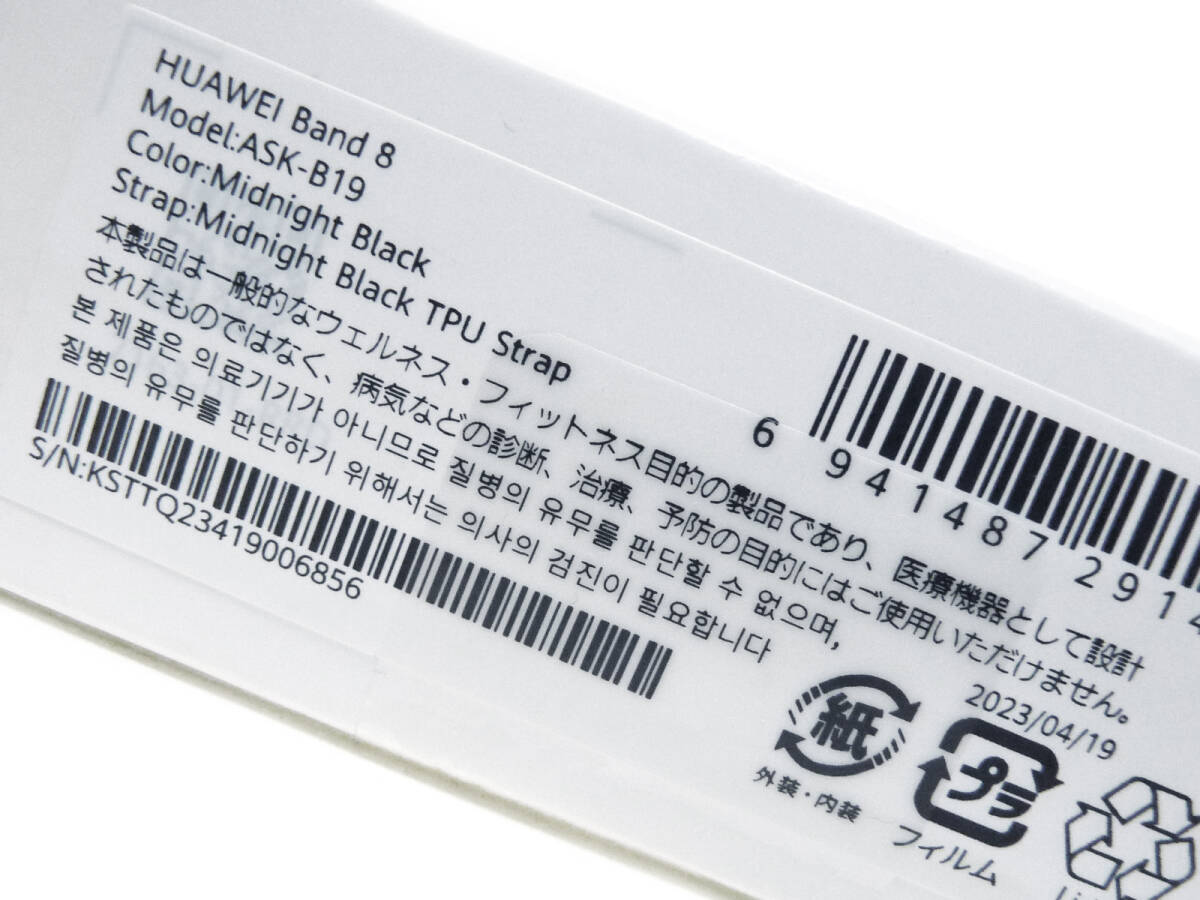 HUAWEI Band 8
Model:ASK-B19
Color:Midnight Black
Strap:Midnight Black TPU Strap
本製品は一般的なウェルネス・フィットネス目的の製品であり、医療機器として設計
されたものではなく、病気などの診断、治療、予防の目的にはご使用いただけません。
본 제품은 의료기기가 아니므로 질병의 유무를 판단할 수 없으며,
질병의 유무를 판단하기 위해서는 의사의 검진이 필요합니다
S/N:KSTTQ23419006856
6 941487 2914
2023/04/19
紙
外装・内装
プラ
フィルム